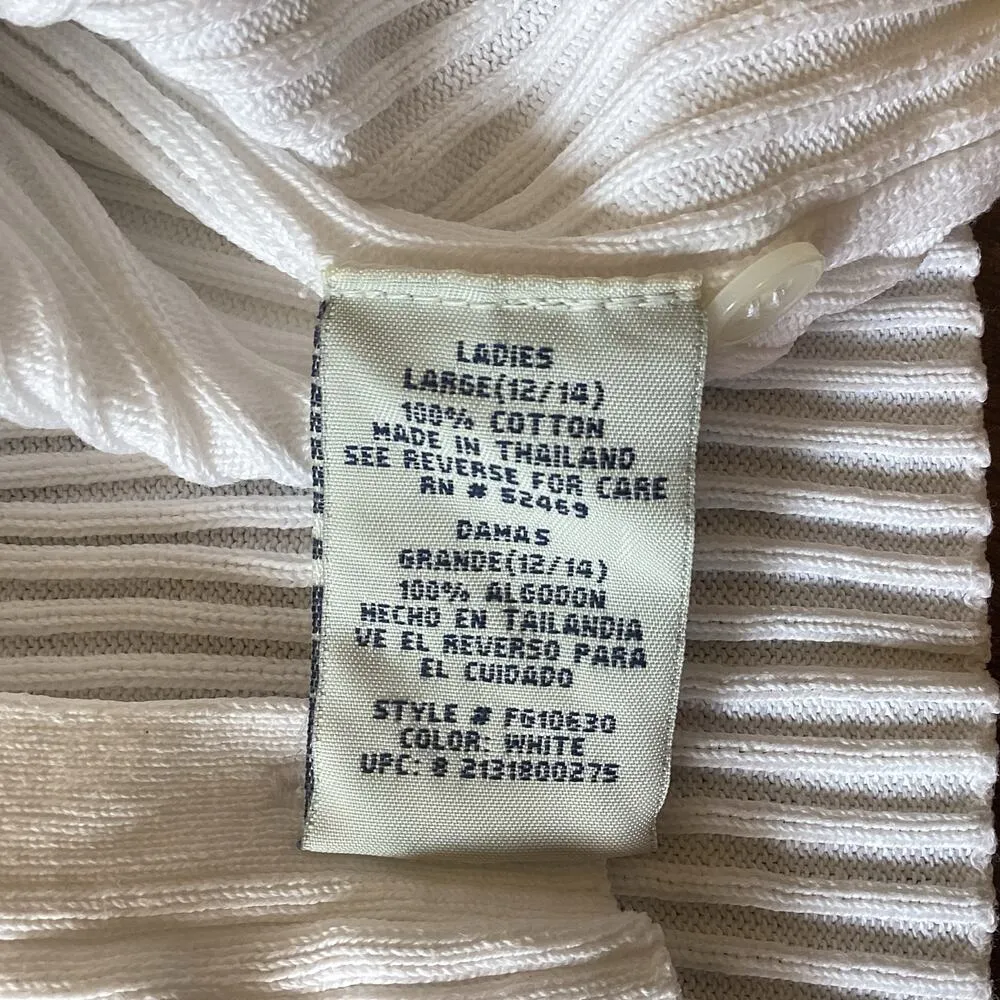 LADIES
LARGE(12/14)
100% COTTON
MADE IN THAILAND
SEE REVERSE FOR CARE
RN # 52469
DAMAS
GRANDE(12/14)
100% ALGODON
HECHO EN TAILANDIA
VE EL REVERSO PARA
EL CUIDADO
STYLE # FG10630
COLOR: WHITE
UPC: 8 2131800275